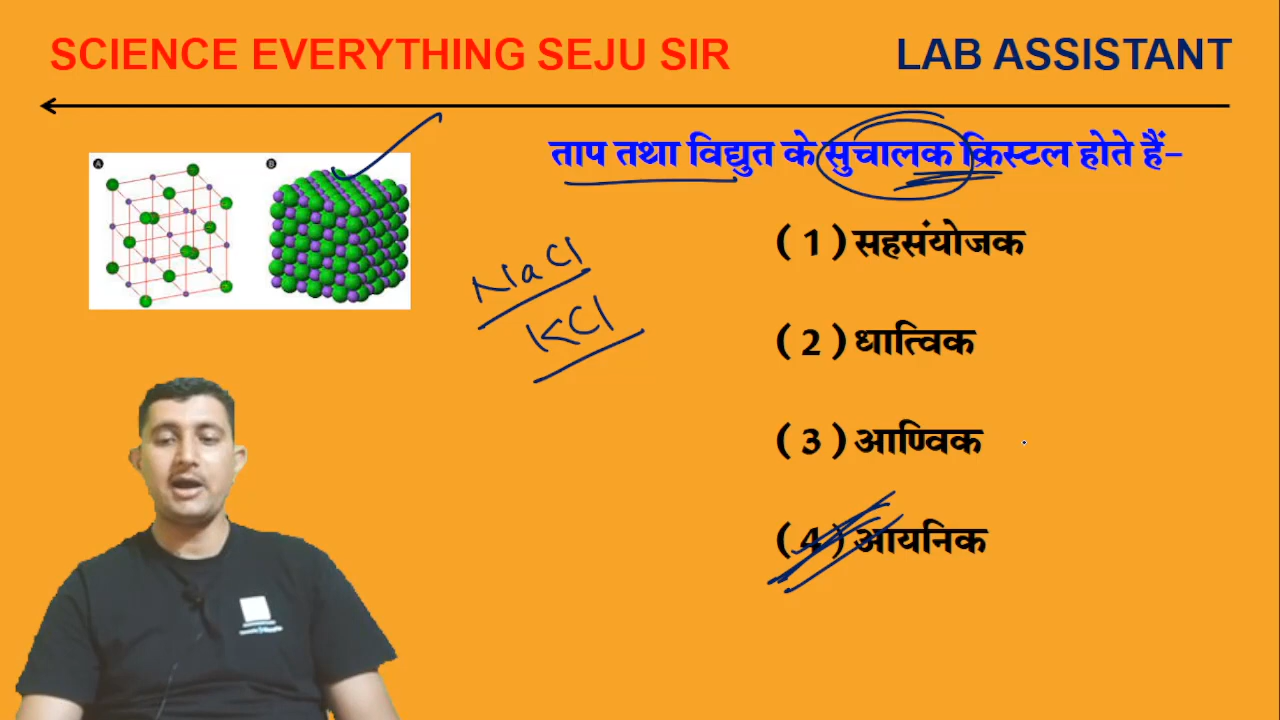 SCIENCE EVERYTHING SEJU SIR
LAB ASSISTANT
ताप तथा विद्युत के सुचालक क्रिस्टल होते हैं-
A
B
NaCl
KCl
(1) सहसंयोजक
(2) धात्विक
(3) आण्विक
(4) आयनिक